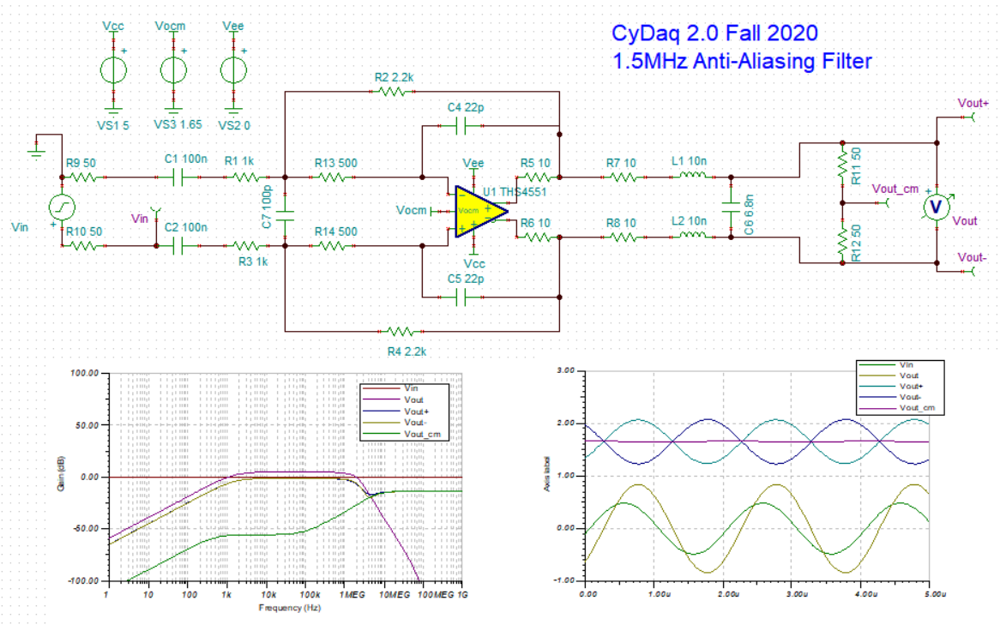 CyDaq 2.0 Fall 2020
1.5MHz Anti-Aliasing Filter
Vcc
Vocm
Vee
+
+
+
VS1 5
VS3 1.65
VS2 0
R2 2.2k
C4 22p
Vout+
R9 50
C1 100n
R1 1k
R13 500
Vee
R5 10
R7 10
L1 10n
R11 50
U1 THS4551
Vout_cm
Vin
C7 100p
Vocm
Vocm
C6 6.8n
+
V
Vin
+
Vout
R10 50
C2 100n
R3 1k
R14 500
R6 10
R8 10
L2 10n
R12 50
Vcc
Vout-
C5 22p
R4 2.2k
100.00
50.00
0.00
-50.00
-100.00
Gain (dB)
Vin
Vout
Vout+
Vout-
Vout_cm
1
10
100
1k
10k
100k
1MEG
10MEG
100MEG
1G
Frequency (Hz)
3.00
2.00
1.00
0.00
-1.00
Axis label
Vin
Vout
Vout+
Vout-
Vout_cm
0.00
1.00u
2.00u
3.00u
4.00u
5.00u